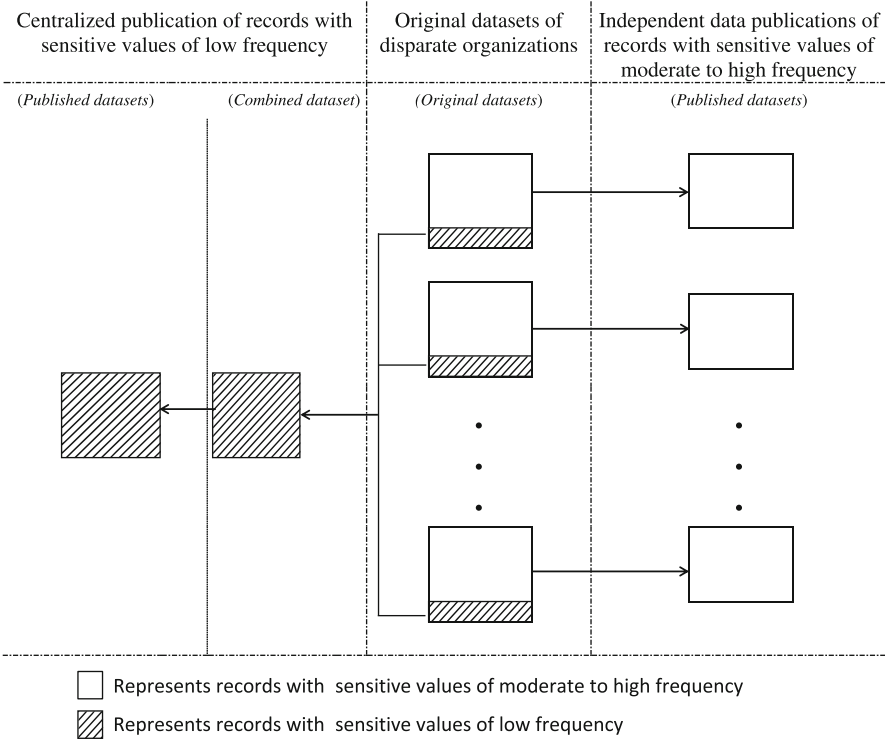 Centralized publication of records with
sensitive values of low frequency
Original datasets of
disparate organizations
Independent data publications of
records with sensitive values of
moderate to high frequency
(Published datasets)
(Combined dataset)
(Original datasets)
(Published datasets)
Represents records with sensitive values of moderate to high frequency
Represents records with sensitive values of low frequency